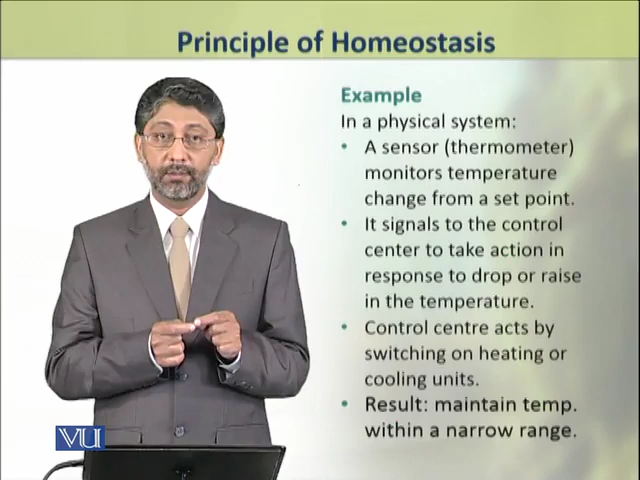 Principle of Homeostasis
Example
In a physical system:
• A sensor (thermometer)
monitors temperature
change from a set point.
• It signals to the control
center to take action in
response to drop or raise
in the temperature.
• Control centre acts by
switching on heating or
cooling units.
• Result: maintain temp.
within a narrow range.
VU